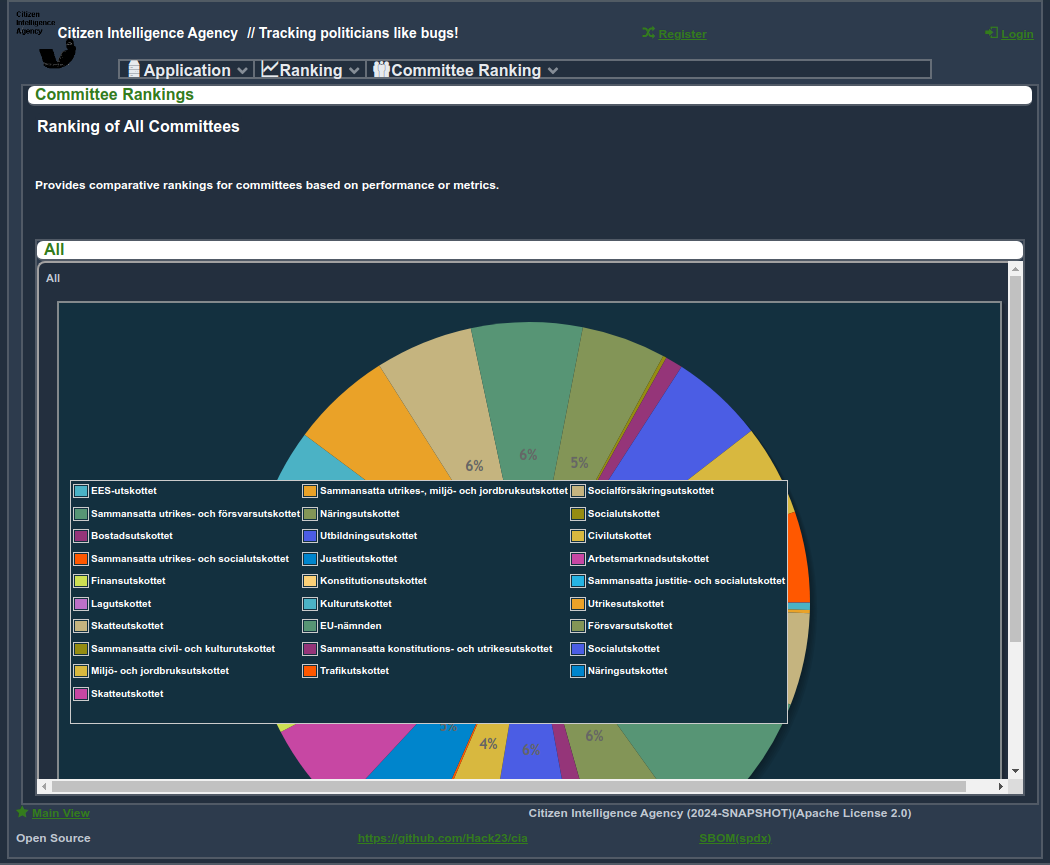 Citizen
Intelligence
Agency
Citizen Intelligence Agency // Tracking politicians like bugs!
Register
Login
Application Ranking Committee Ranking
Committee Rankings
Ranking of All Committees
Provides comparative rankings for committees based on performance or metrics.
All
All
6%
6%
5%
EES-utskottet Sammansatta utrikes-, miljö- och jordbruksutskottet Socialförsäkringsutskottet
Sammansatta utrikes- och försvarsutskottet Näringsutskottet Socialutskottet
Bostadsutskottet Utbildningsutskottet Civilutskottet
Sammansatta utrikes- och socialutskottet Justitieutskottet Arbetsmarknadsutskottet
Finansutskottet Konstitutionsutskottet Sammansatta justitie- och socialutskottet
Lagutskottet Kulturutskottet Utrikesutskottet
Skatteutskottet EU-nämnden Försvarsutskottet
Sammansatta civil- och kulturutskottet Sammansatta konstitutions- och utrikesutskottet Socialutskottet
Miljö- och jordbruksutskottet Trafikutskottet Näringsutskottet
Skatteutskottet
4%
6%
Main View
Citizen Intelligence Agency (2024-SNAPSHOT)(Apache License 2.0)
Open Source
https://github.com/Hack23/cia
SBOM(spdx)